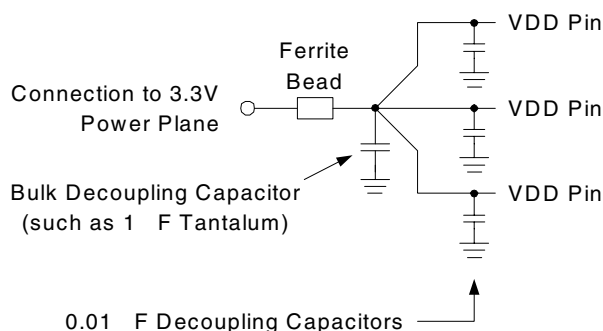 VDD Pin
Ferrite
Bead
Connection to 3.3V
Power Plane
VDD Pin
Bulk Decoupling Capacitor
(such as 1 F Tantalum)
VDD Pin
0.01 F Decoupling Capacitors